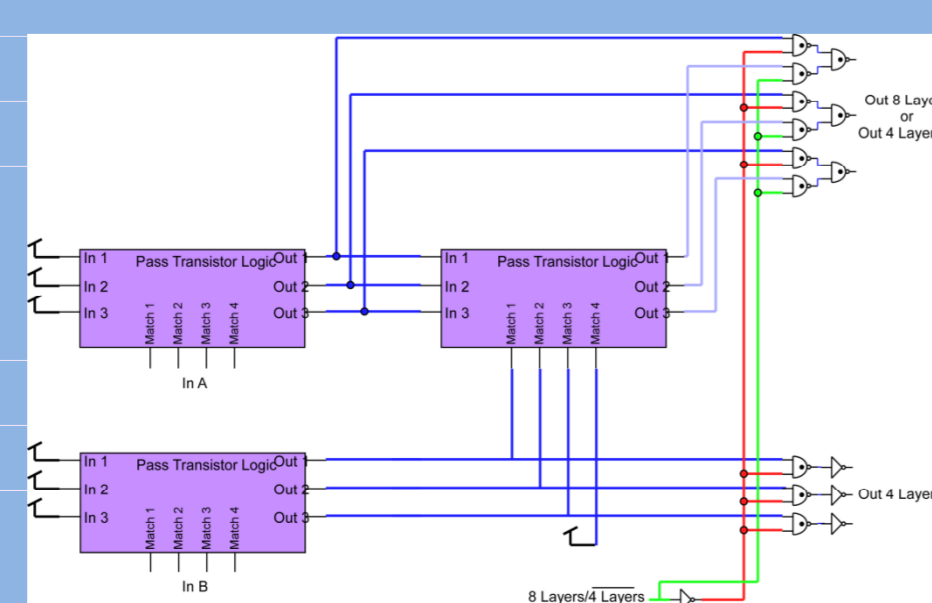 Out 8 Layo
or
Out 4 Layer
In 1
Pass Transistor Logic
Out 1
In 2
Out 2
In 3
Out 3
Match 1
Match 2
Match 3
Match 4
In A
In 1
Pass Transistor Logic
Out 1
In 2
Out 2
In 3
Out 3
Match 1
Match 2
Match 3
Match 4
In 1
Pass Transistor Logic
Out 1
In 2
Out 2
In 3
Out 3
Match 1
Match 2
Match 3
Match 4
In B
Out 4 Layer
8 Layers/4 Layers